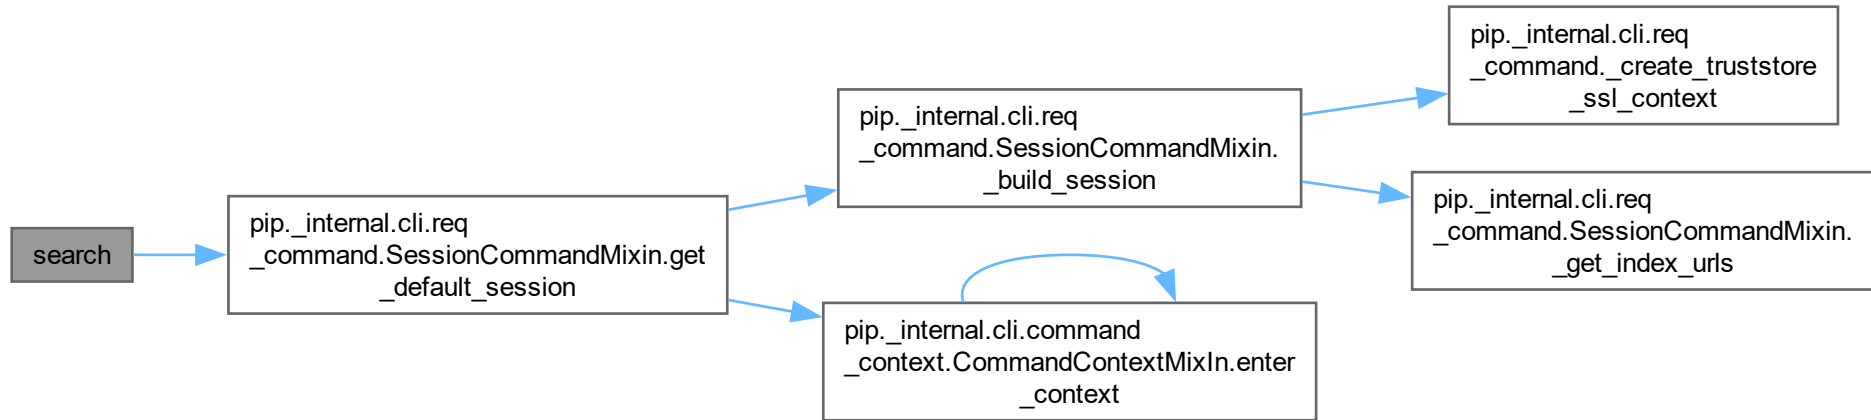 search
pip._internal.cli.req
_command.SessionCommandMixin.get
_default_session
pip._internal.cli.req
_command.SessionCommandMixin.
_build_session
pip._internal.cli.req
_command._create_truststore
_ssl_context
pip._internal.cli.req
_command.SessionCommandMixin.
_get_index_urls
pip._internal.cli.command
_context.CommandContextMixIn.enter
_context